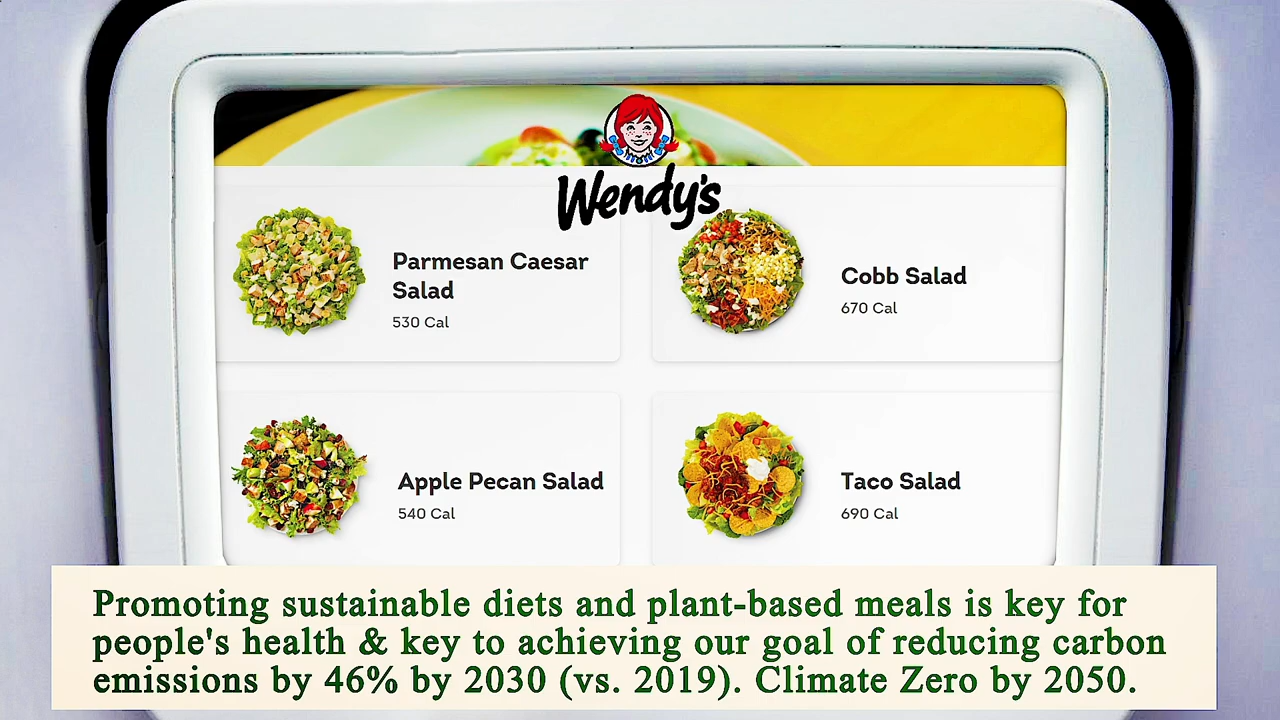 Wendy's
Parmesan Caesar
Salad
530 Cal
Cobb Salad
670 Cal
Apple Pecan Salad
540 Cal
Taco Salad
690 Cal
Promoting sustainable diets and plant-based meals is key for
people's health & key to achieving our goal of reducing carbon
emissions by 46% by 2030 (vs. 2019). Climate Zero by 2050.